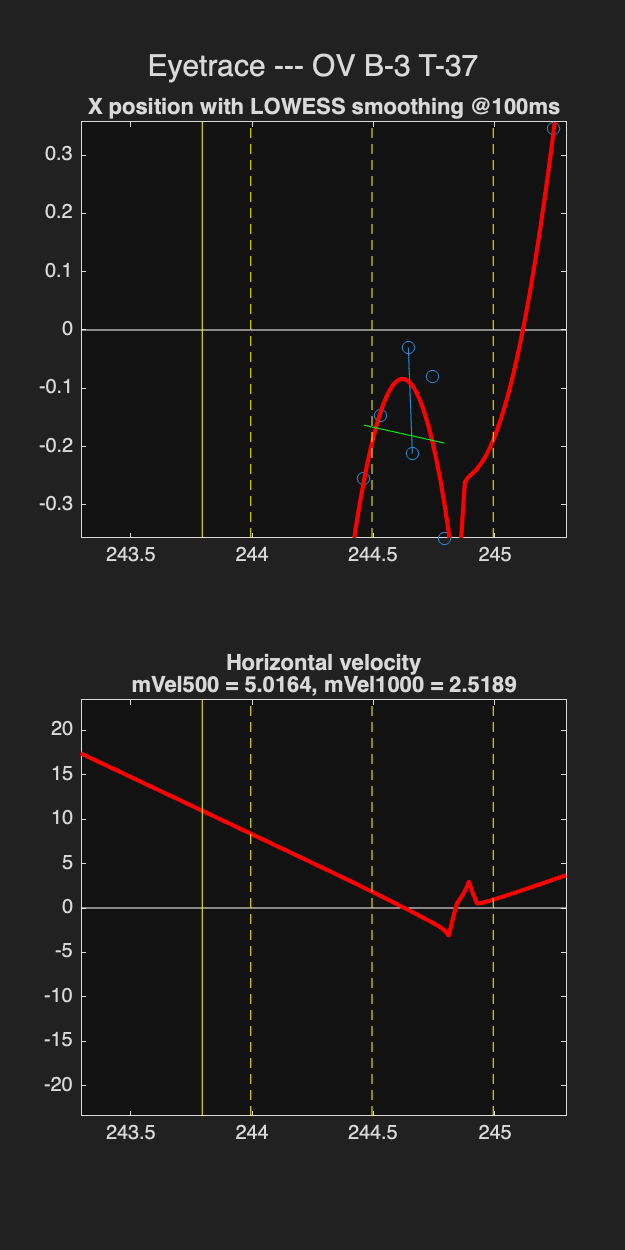 Eyetrace --- OV B-3 T-37
X position with LOWESS smoothing @100ms
0.3
0.2
0.1
0
-0.1
-0.2
-0.3
243.5 244 244.5 245
Horizontal velocity
mVel500 = 5.0164, mVel1000 = 2.5189
20
15
10
5
0
-5
-10
-15
-20
243.5 244 244.5 245